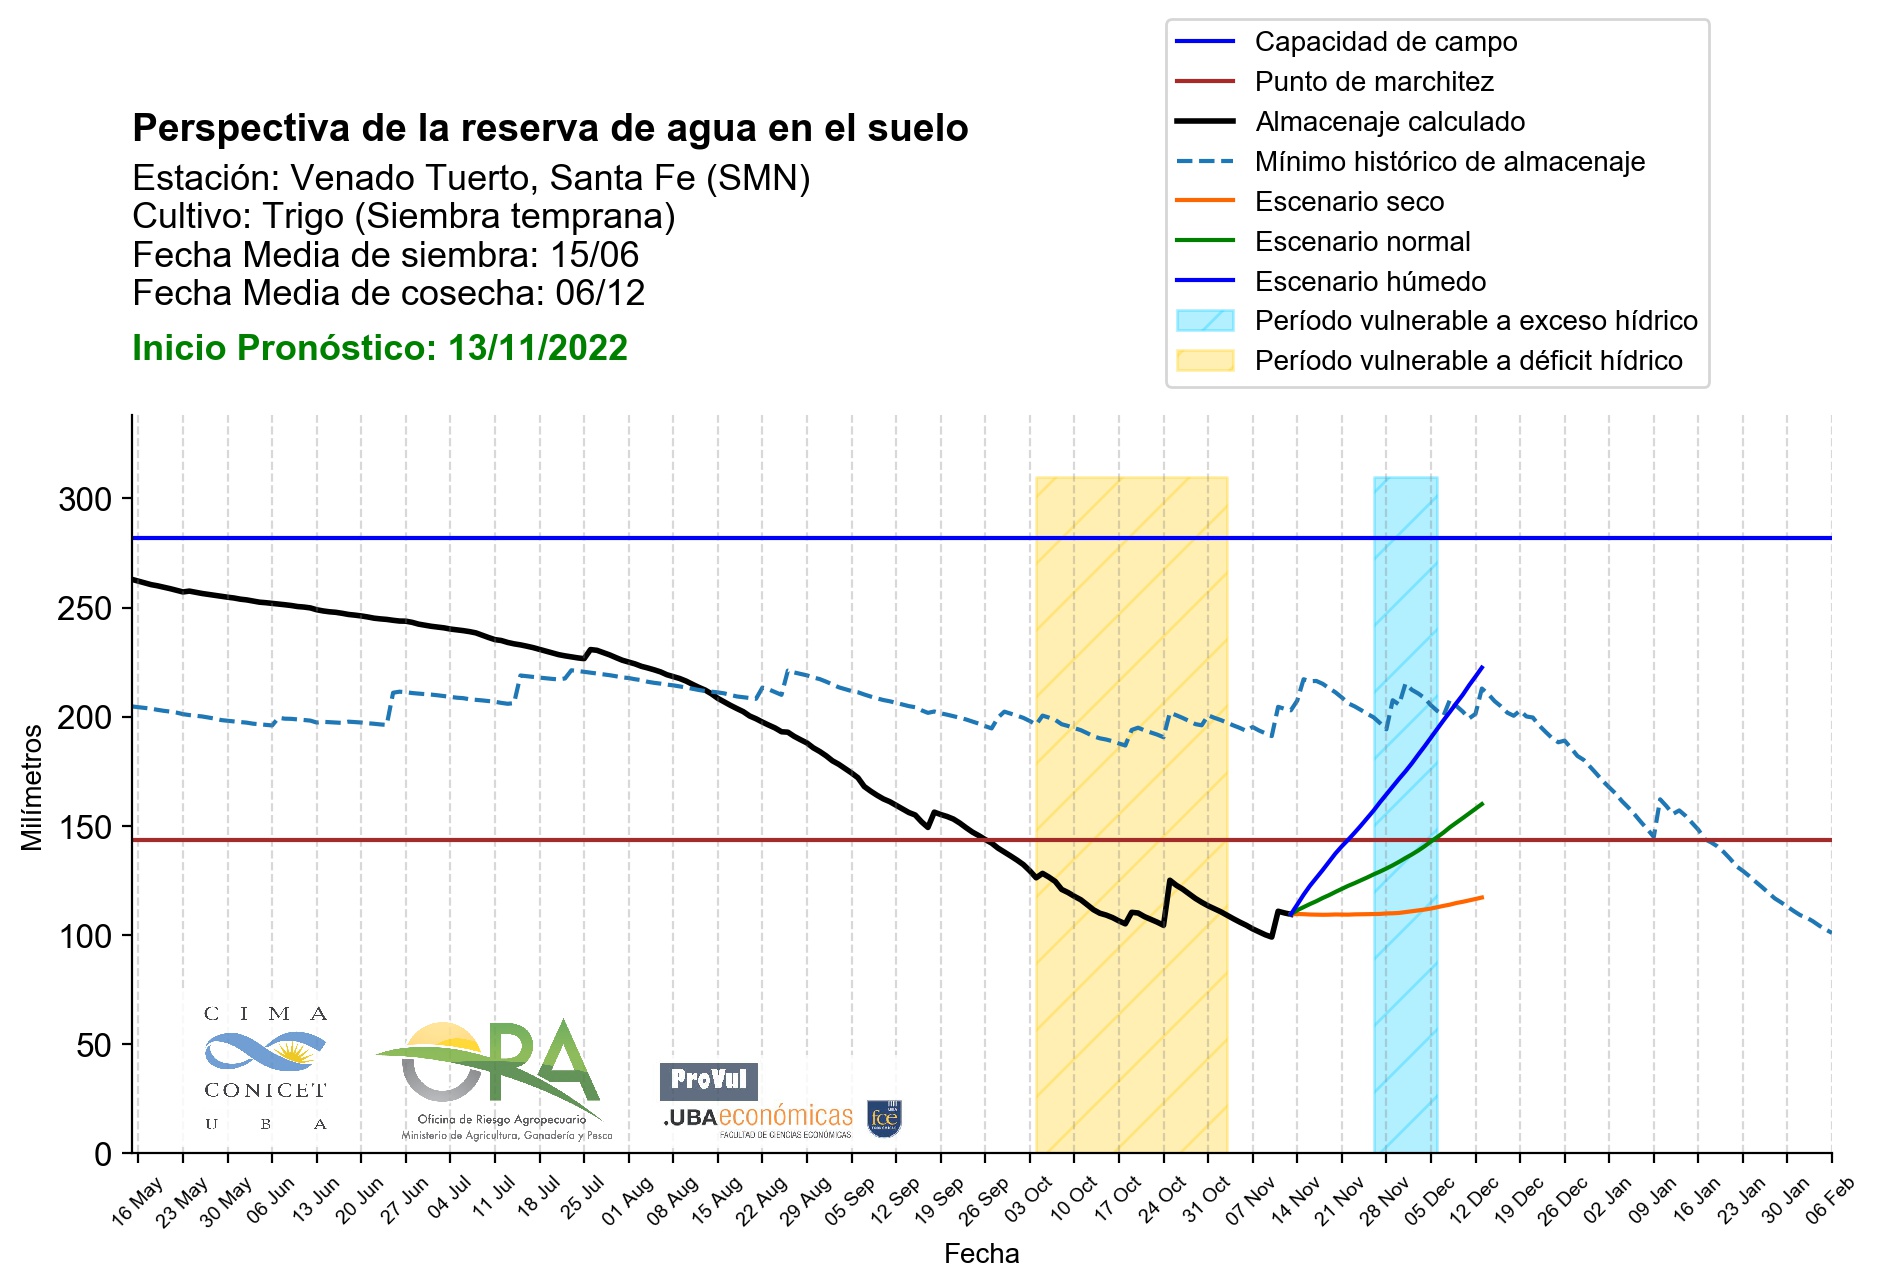 Capacidad de campo
Punto de marchitez
Almacenaje calculado
Mínimo histórico de almacenaje
Escenario seco
Escenario normal
Escenario húmedo
Período vulnerable a exceso hídrico
Período vulnerable a déficit hídrico
Perspectiva de la reserva de agua en el suelo
Estación: Venado Tuerto, Santa Fe (SMN)
Cultivo: Trigo (Siembra temprana)
Fecha Media de siembra: 15/06
Fecha Media de cosecha: 06/12
Inicio Pronóstico: 13/11/2022
Milímetros
300
250
200
150
100
50
0
CIMA
CONICET
UBA
ORA
Oficina de Riesgo Agropecuario
Ministerio de Agricultura, Ganadería y Pesca
ProVul
.UBAeconómicas
FACULTAD DE CIENCIAS ECONÓMICAS
fce
16 May
23 May
30 May
06 Jun
13 Jun
20 Jun
27 Jun
04 Jul
11 Jul
18 Jul
25 Jul
01 Aug
08 Aug
15 Aug
22 Aug
29 Aug
05 Sep
12 Sep
19 Sep
26 Sep
03 Oct
10 Oct
17 Oct
24 Oct
31 Oct
07 Nov
14 Nov
21 Nov
28 Nov
05 Dec
12 Dec
19 Dec
26 Dec
02 Jan
09 Jan
16 Jan
23 Jan
30 Jan
06 Feb
Fecha